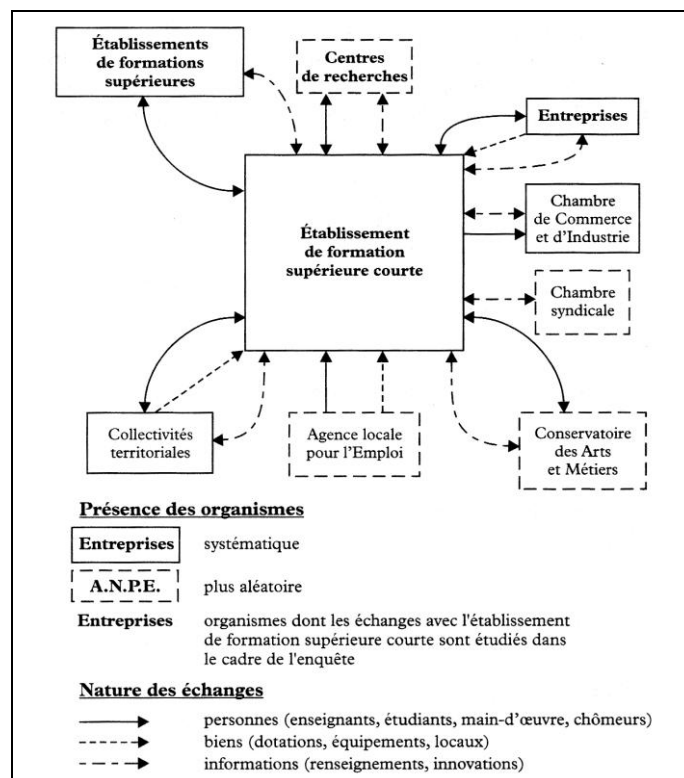 Établissements
de formations
supérieures
Centres
de recherches
Entreprises
Établissement
de formation
supérieure courte
Chambre
de Commerce
et d'Industrie
Chambre
syndicale
Collectivités
territoriales
Agence locale
pour l'Emploi
Conservatoire
des Arts
et Métiers
Présence des organismes
Entreprises systématique
A.N.P.E. plus aléatoire
Entreprises organismes dont les échanges avec l'établissement
de formation supérieure courte sont étudiés dans
le cadre de l'enquête
Nature des échanges
personnes (enseignants, étudiants, main-d'œuvre, chômeurs)
biens (dotations, équipements, locaux)
informations (renseignements, innovations)